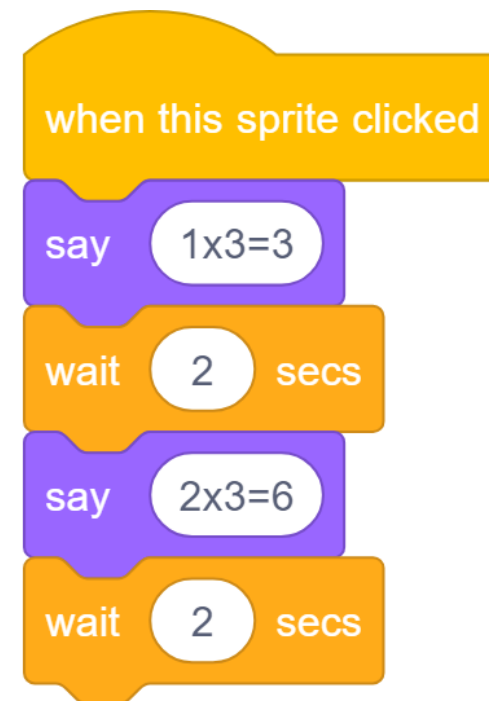 when this sprite clicked
say 1x3=3
wait 2 secs
say 2x3=6
wait 2 secs